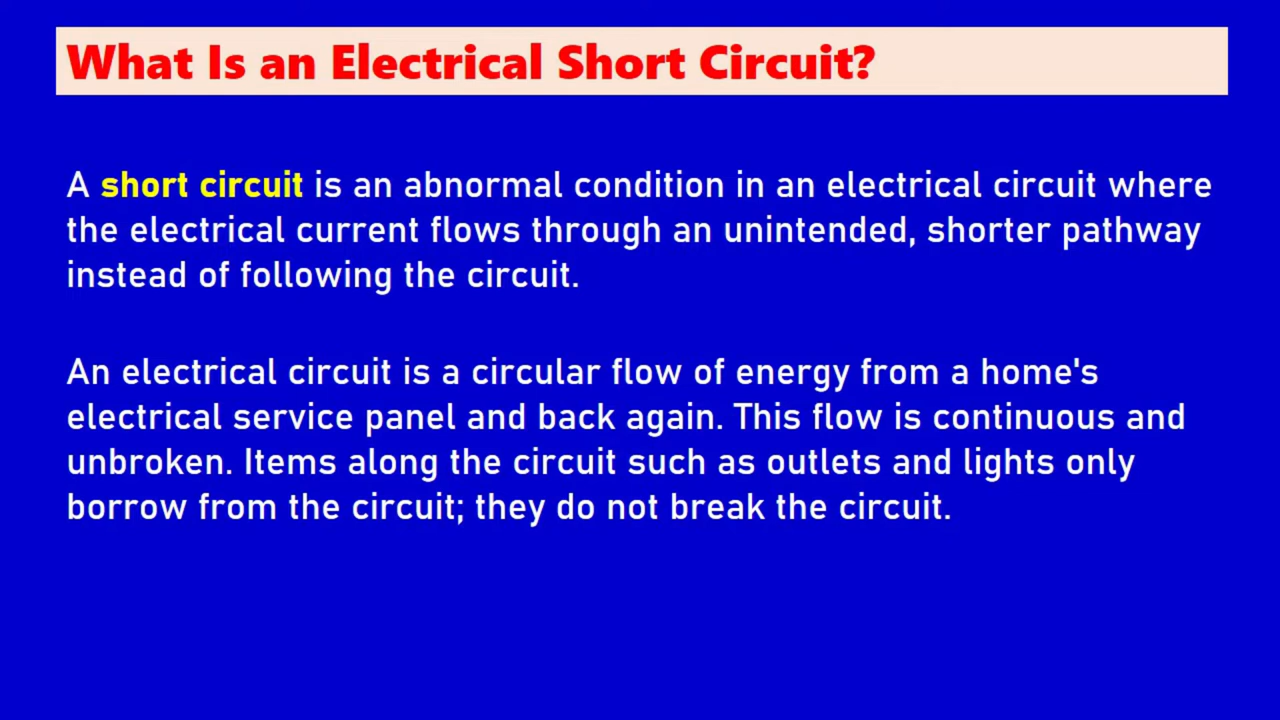 What Is an Electrical Short Circuit?
A short circuit is an abnormal condition in an electrical circuit where
the electrical current flows through an unintended, shorter pathway
instead of following the circuit.
An electrical circuit is a circular flow of energy from a home's
electrical service panel and back again. This flow is continuous and
unbroken. Items along the circuit such as outlets and lights only
borrow from the circuit; they do not break the circuit.